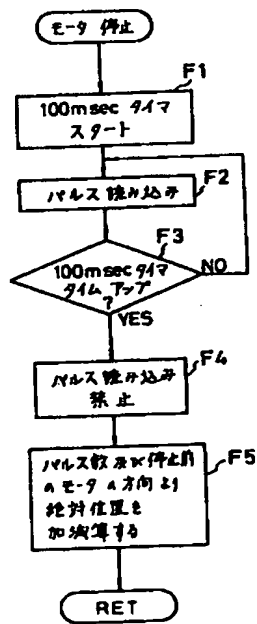 モータ停止
F1
100msec タイマ
スタート
F2
パルス読み込み
F3
100msec タイマ
タイムアップ
?
NO
YES
F4
パルス読み込み
禁止
F5
パルス数及び停止前
のモータの方向より
絶対位置を
加減算する
RET